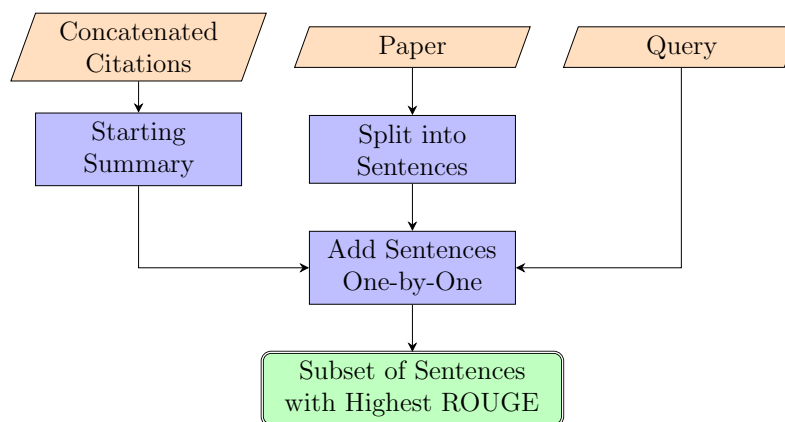 Concatenated
Citations
Paper
Query
Starting
Summary
Split into
Sentences
Add Sentences
One-by-One
Subset of Sentences
with Highest ROUGE